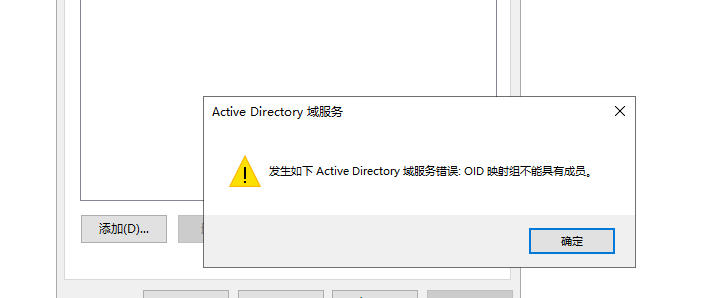 Active Directory 域服务
发生如下 Active Directory 域服务错误: OID 映射组不能具有成员。
添加(D)...
确定